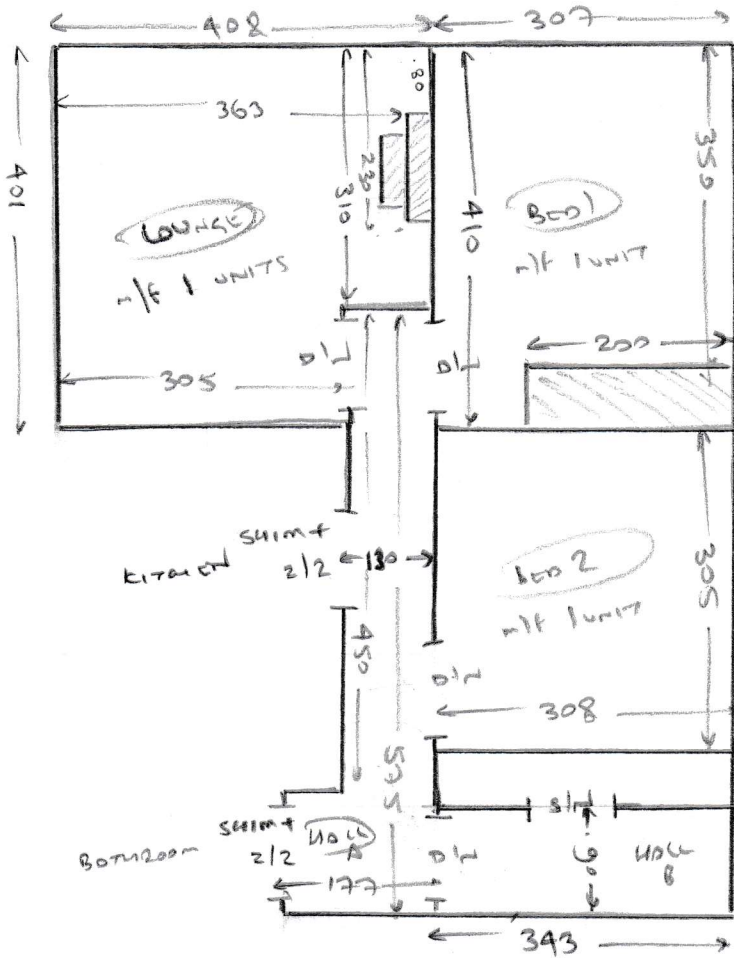 408
307
.80
363
401
230
310
410
350
LOUNGE
m/f 1 UNITS
BED 1
m/f 1 UNIT
200
305
L/D
L/D
KITCHEN
SHIM +
2/2
130
BED 2
m/f 1 UNIT
305
450
L/D
308
535
BATHROOM
SHIM +
2/2
HALL
A
L/D
.90
HALL
B
177
343